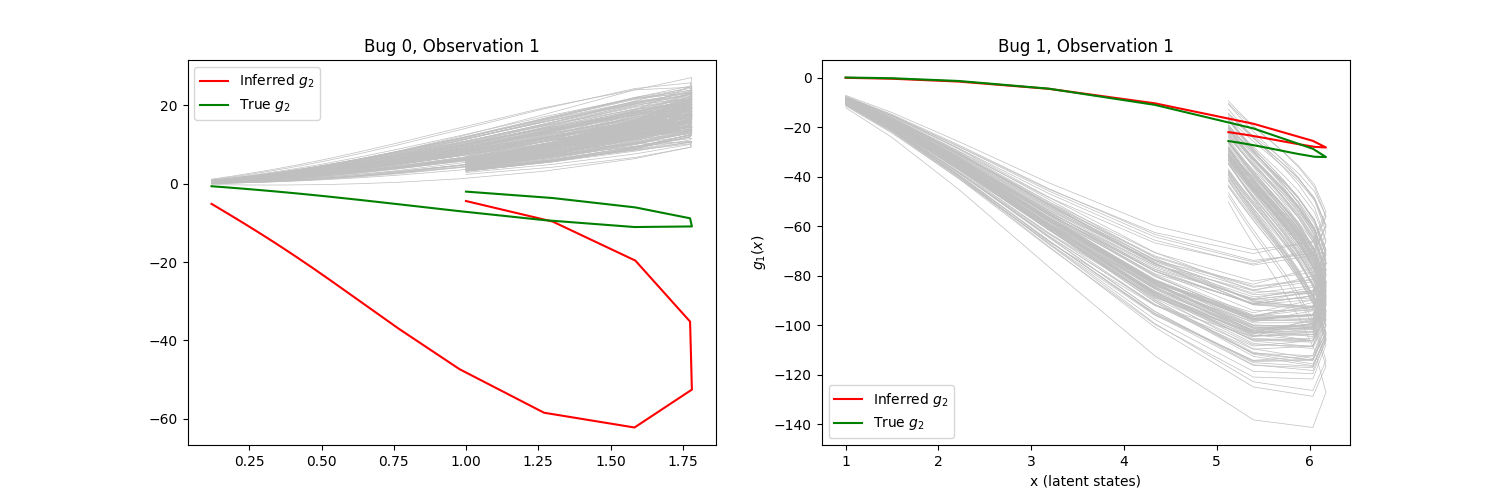 Bug 0, Observation 1
Inferred g₂
True g₂
20
0
−20
−40
−60
0.25 0.50 0.75 1.00 1.25 1.50 1.75
Bug 1, Observation 1
g₁(x)
0
−20
−40
−60
−80
−100
−120
−140
Inferred g₂
True g₂
1 2 3 4 5 6
x (latent states)